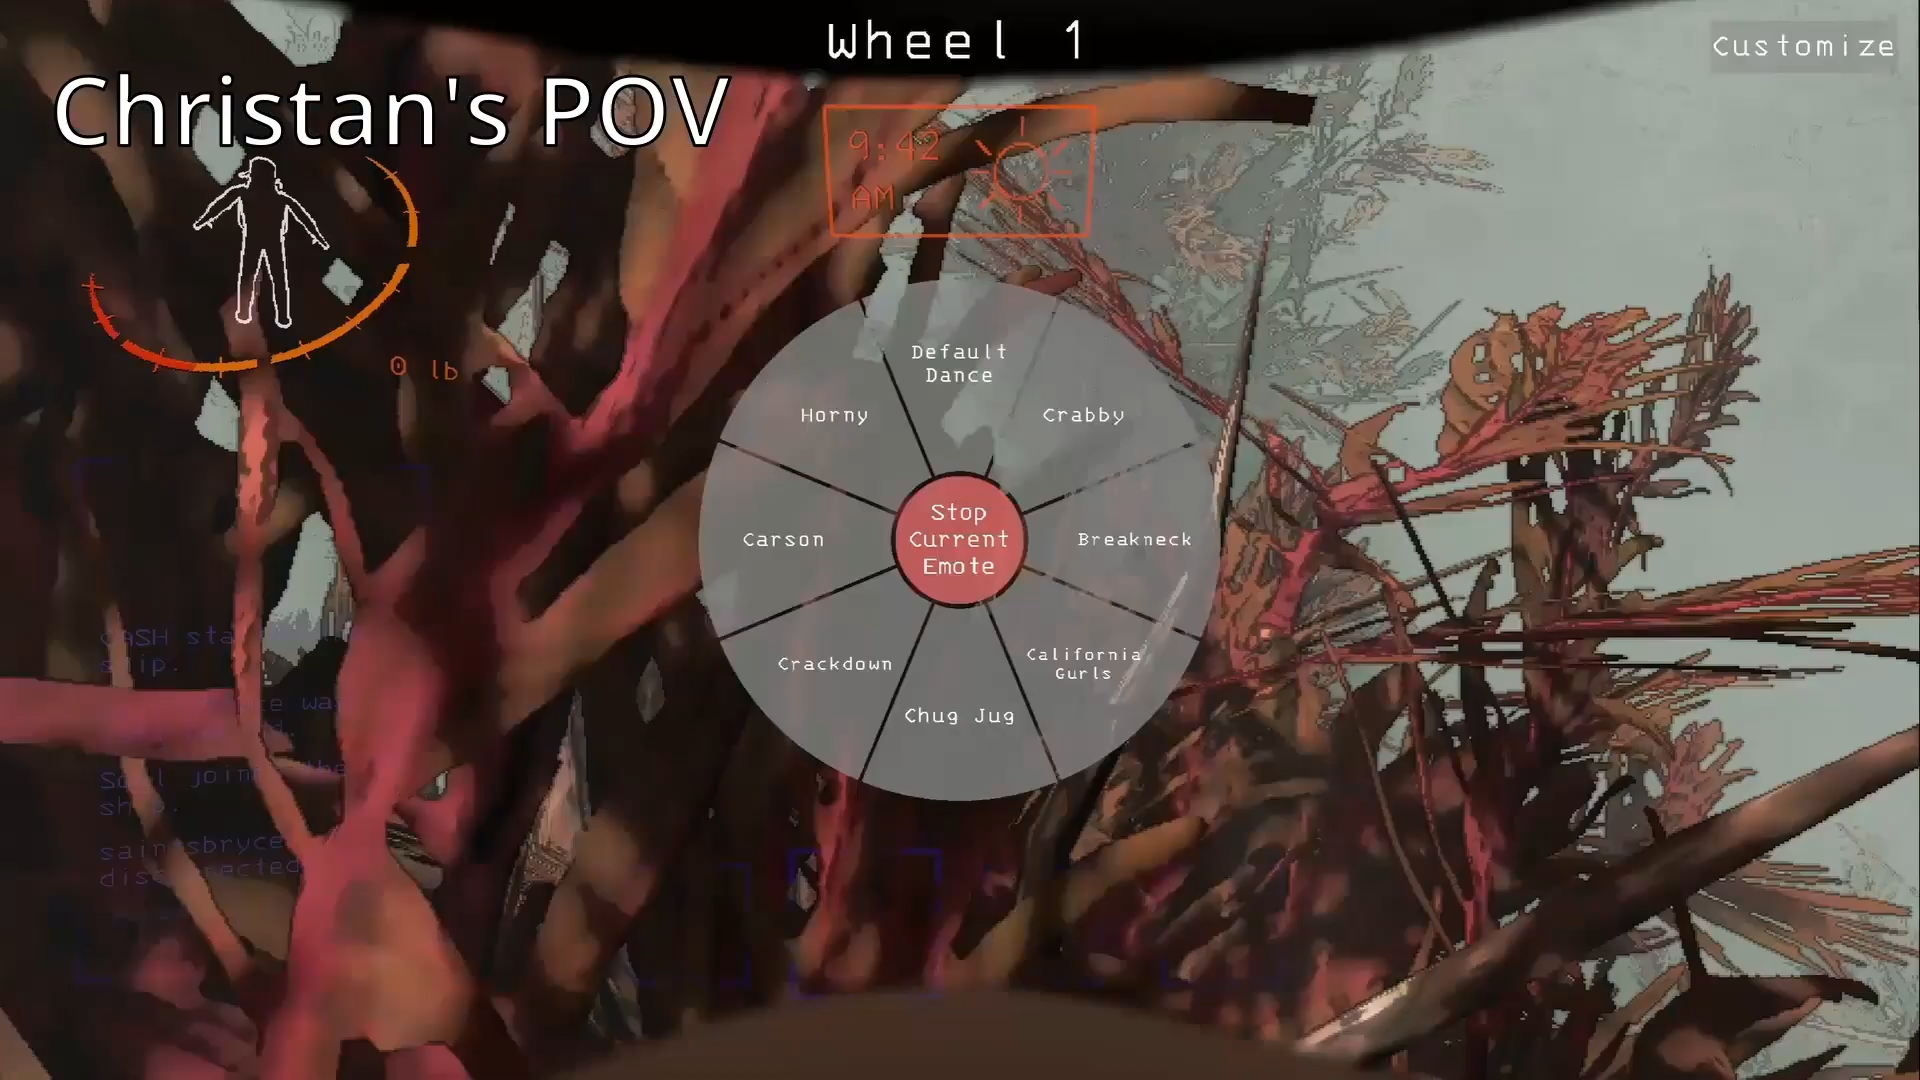 Wheel 1
Customize
Christan's POV
9:42
AM
0 lb
Default
Dance
Horny
Crabby
Stop
Current
Emote
Carson
Breakneck
Crackdown
California
Gurls
Chug Jug